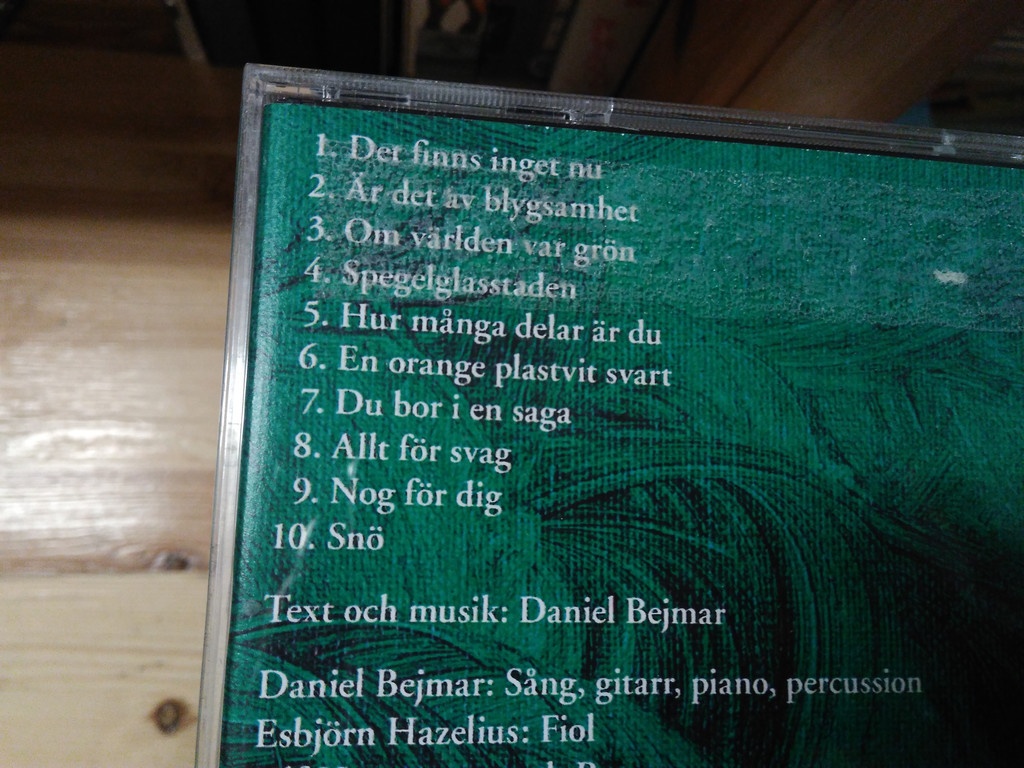 1. Det finns inget nu
2. Är det av blygsamhet
3. Om världen var grön
4. Spegelglasstaden
5. Hur många delar är du
6. En orange plastvit svart
7. Du bor i en saga
8. Allt för svag
9. Nog för dig
10. Snö
Text och musik: Daniel Bejmar
Daniel Bejmar: Sång, gitarr, piano, percussion
Esbjörn Hazelius: Fiol